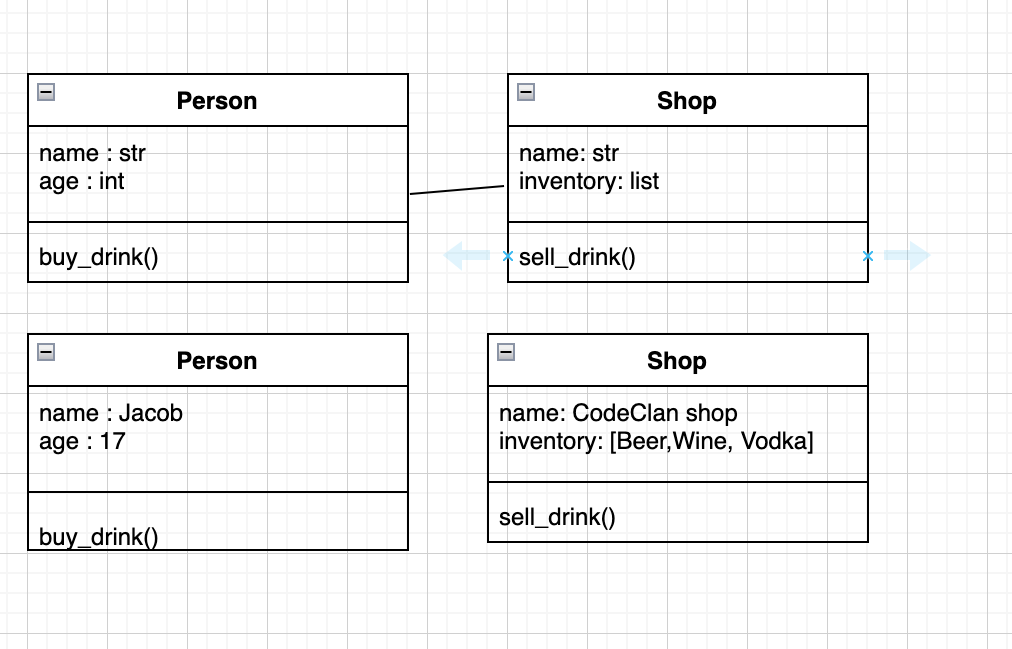 Person
name : str
age : int
buy_drink()
Shop
name: str
inventory: list
sell_drink()
Person
name : Jacob
age : 17
buy_drink()
Shop
name: CodeClan shop
inventory: [Beer,Wine, Vodka]
sell_drink()